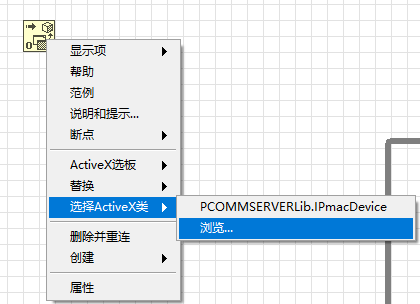 显示项
帮助
范例
说明和提示...
断点
ActiveX选板
替换
选择ActiveX类
PCOMMSERVERLib.IPmacDevice
浏览...
删除并重连
创建
属性